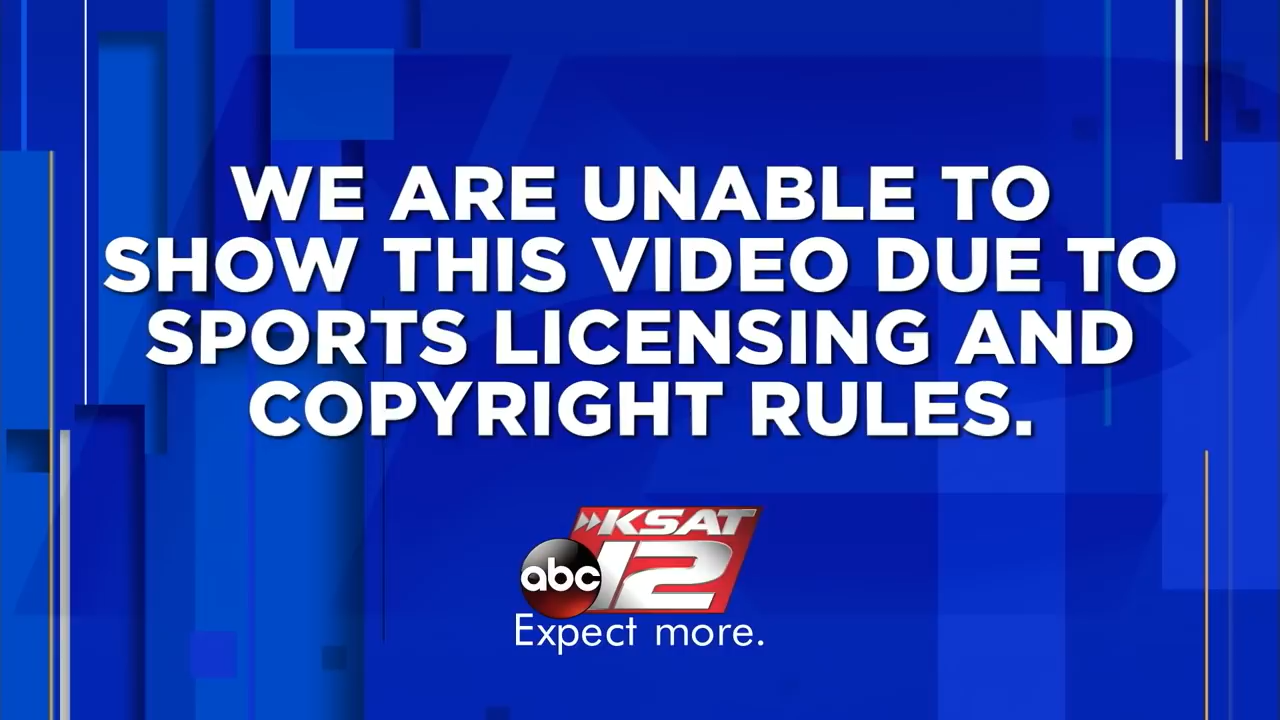 WE ARE UNABLE TO
SHOW THIS VIDEO DUE TO
SPORTS LICENSING AND
COPYRIGHT RULES.
KSAT
abc 12
Expect more.